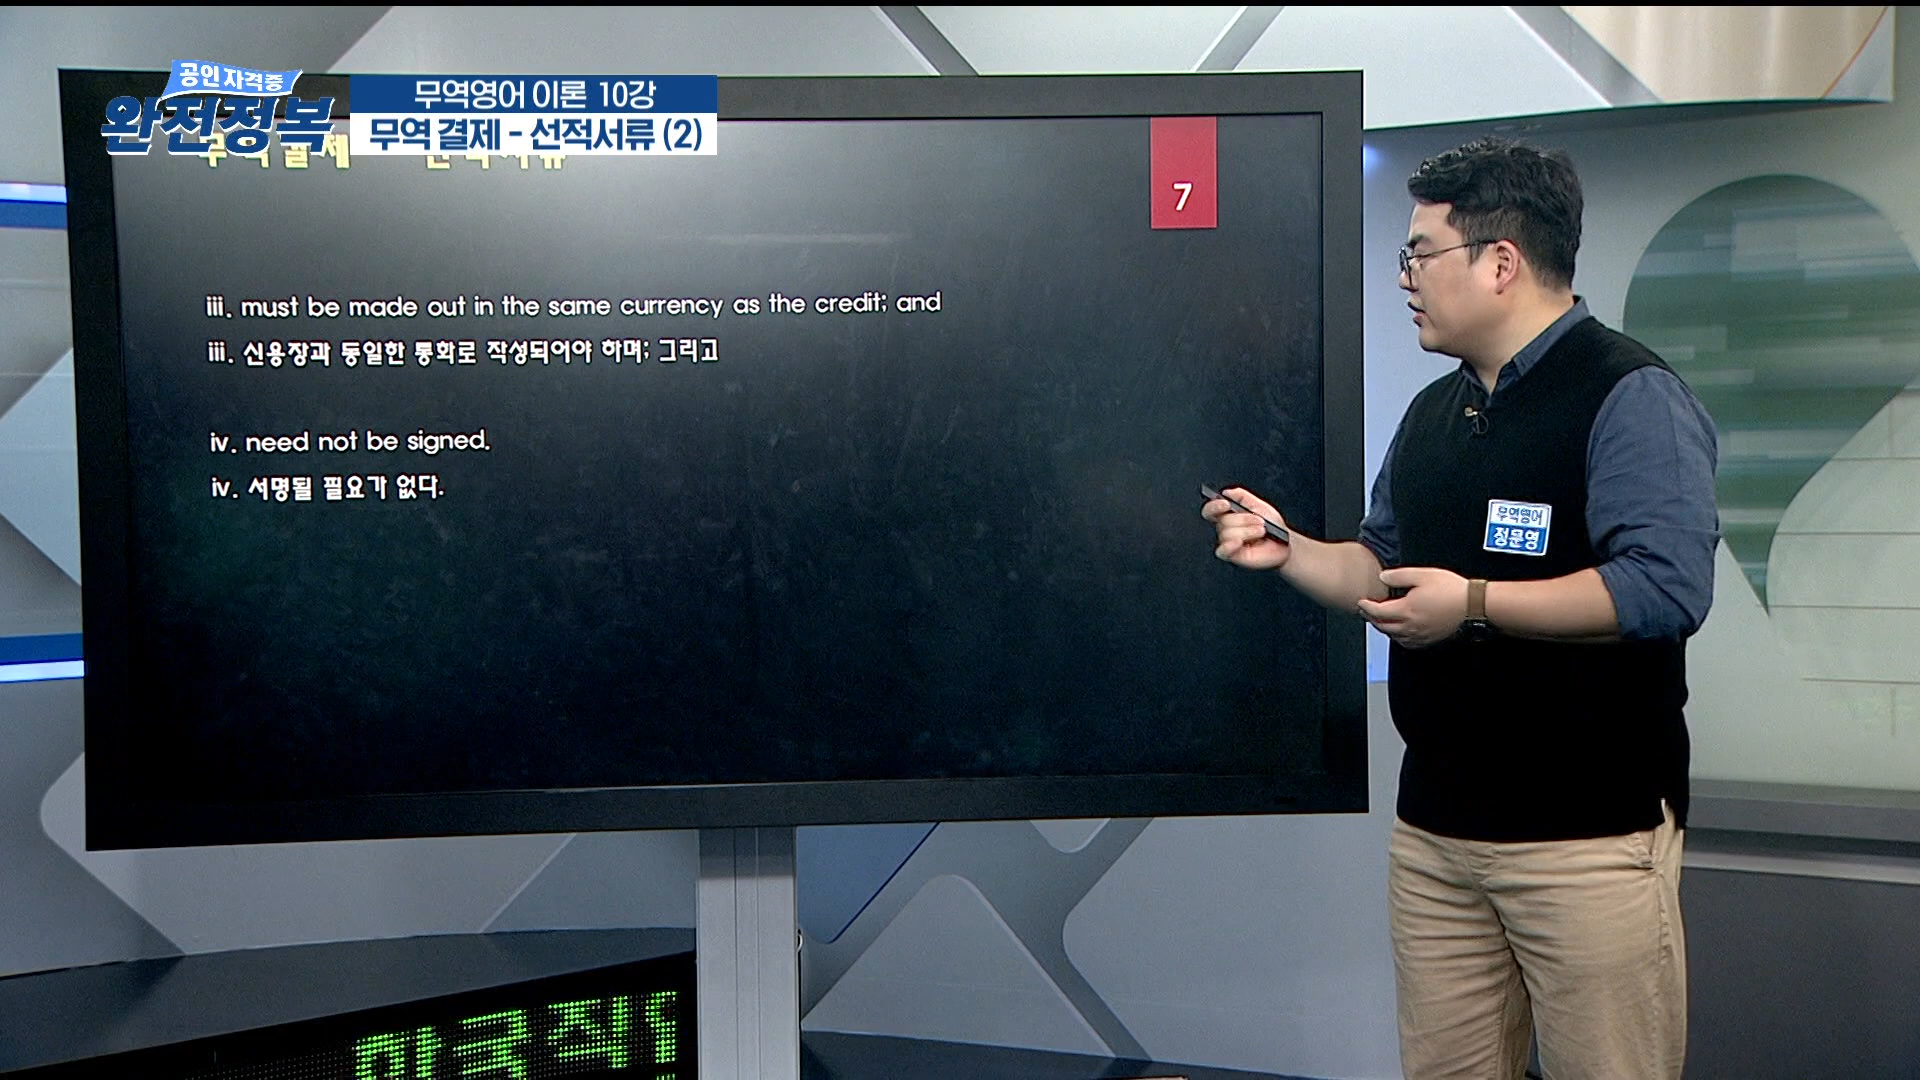 공인 자격증
완전정복
무역영어 이론 10강
무역 결제 - 선적서류 (2)
7
iii. must be made out in the same currency as the credit; and
iii. 신용장과 동일한 통화로 작성되어야 하며; 그리고
iv. need not be signed.
iv. 서명될 필요가 없다.
무역영어
정문영